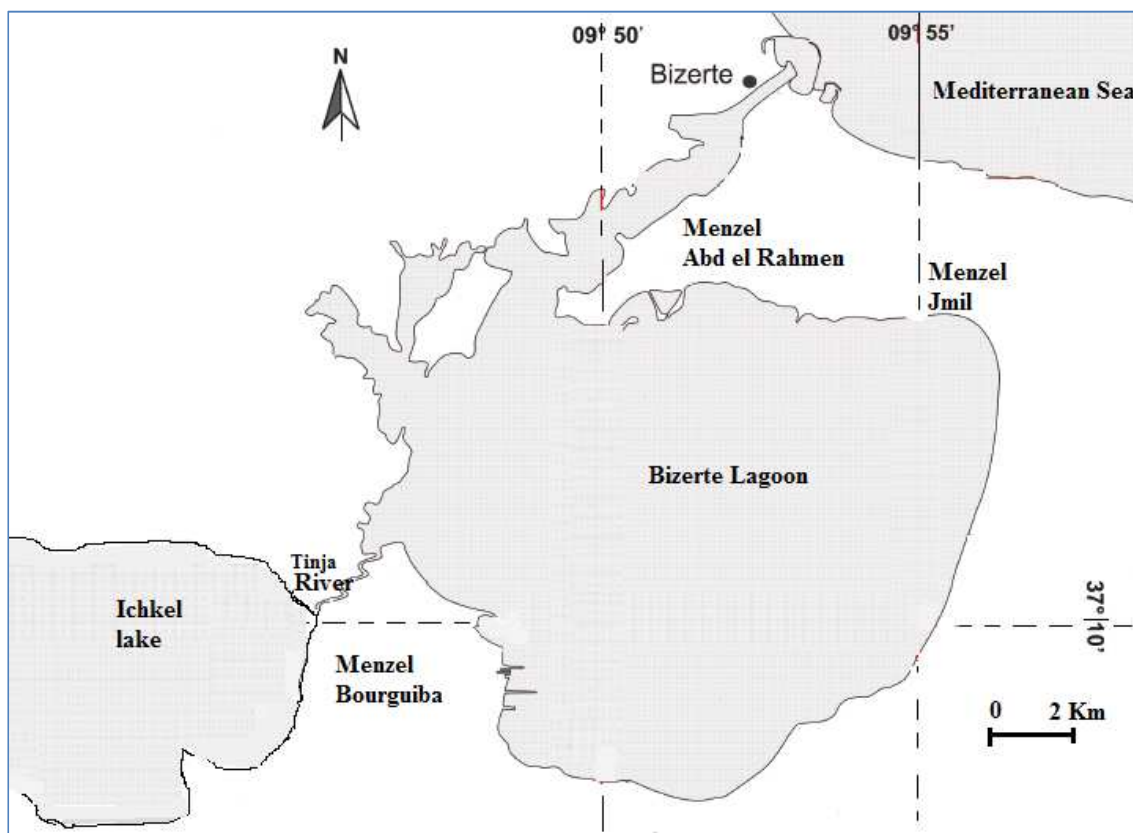 09° 50'
09° 55'
N
Bizerte
Mediterranean Sea
Menzel
Abd el Rahmen
Menzel
Jmil
Bizerte Lagoon
Tinja
River
Ichkel
lake
37°10'
Menzel
Bourguiba
0 2 Km